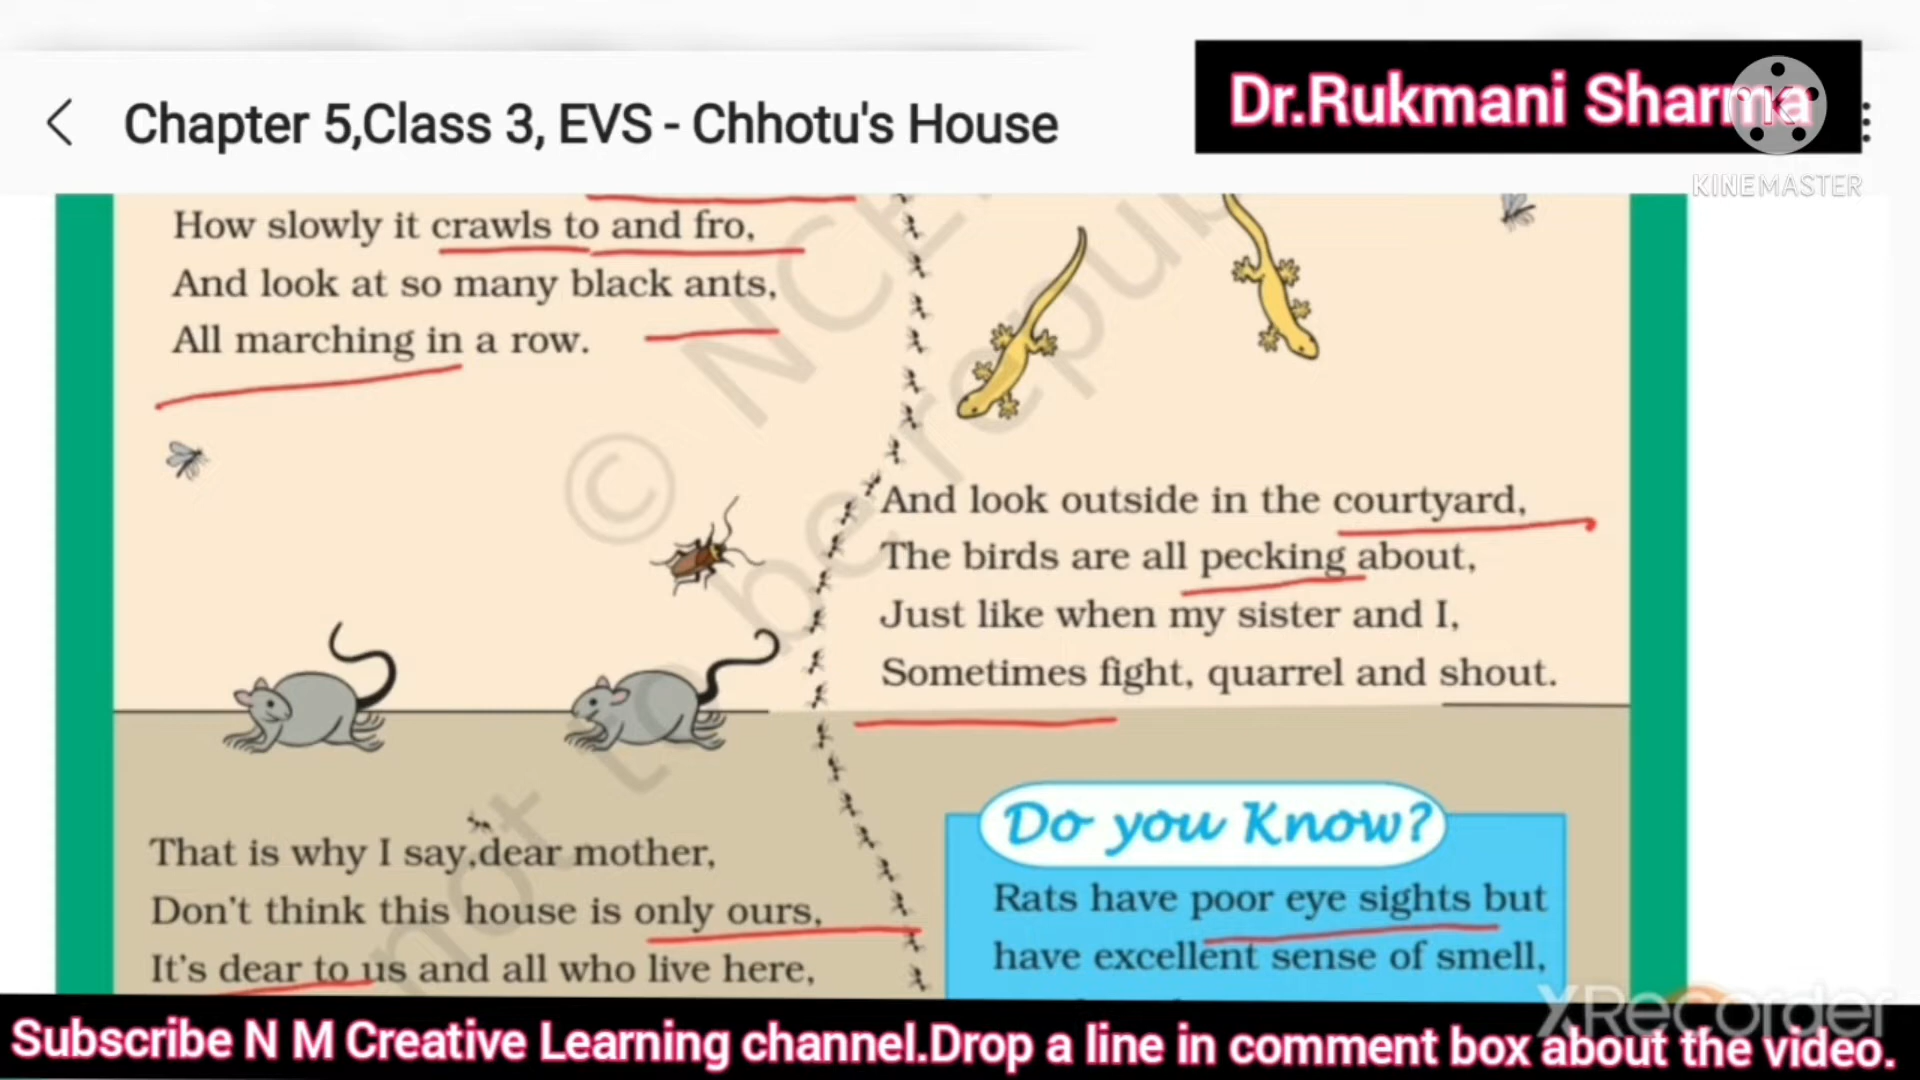 Chapter 5,Class 3, EVS - Chhotu's House
Dr.Rukmani Sharma
KINEMASTER
How slowly it crawls to and fro,
And look at so many black ants,
All marching in a row.
And look outside in the courtyard,
The birds are all pecking about,
Just like when my sister and I,
Sometimes fight, quarrel and shout.
That is why I say,dear mother,
Don't think this house is only ours,
It's dear to us and all who live here,
Do you Know?
Rats have poor eye sights but
have excellent sense of smell,
© NCE
not to be repub
XRecorder
Subscribe N M Creative Learning channel.Drop a line in comment box about the video.